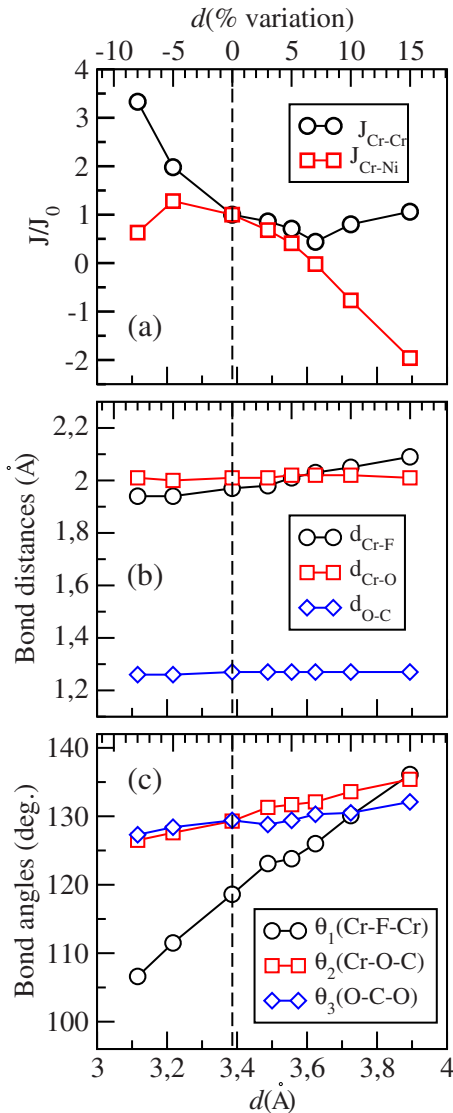 d(% variation)
-10 -5 0 5 10 15
4
3
2
1
0
-1
-2
J/J0
JCr-Cr
JCr-Ni
(a)
2,2
2
1,8
1,6
1,4
1,2
Bond distances (Å)
dCr-F
dCr-O
dO-C
(b)
140
130
120
110
100
Bond angles (deg.)
(c)
θ1(Cr-F-Cr)
θ2(Cr-O-C)
θ3(O-C-O)
3 3,2 3,4 3,6 3,8 4
d(Å)